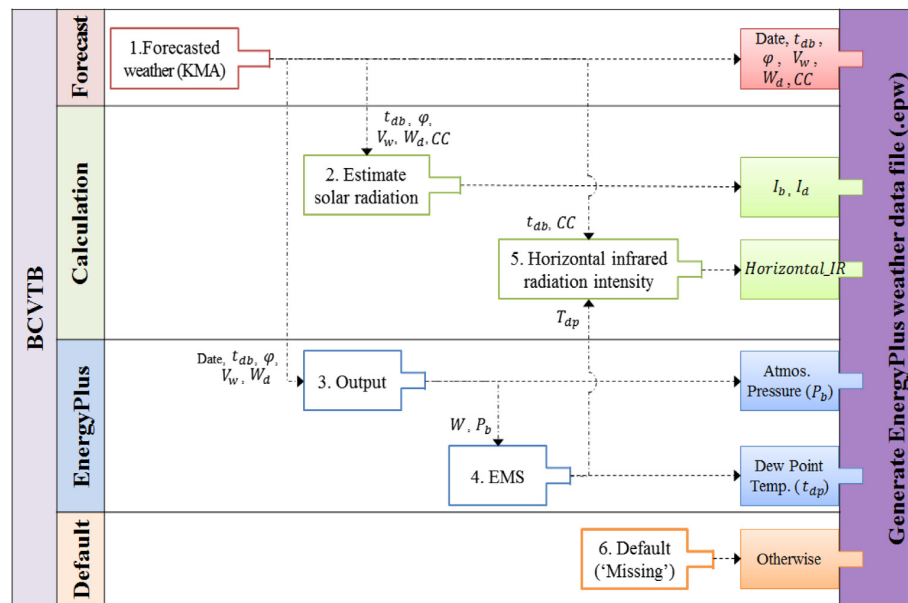 BCVTB
Forecast
1.Forecasted
weather (KMA)
Date, t_db,
φ, V_w,
W_d, CC
Calculation
t_db, φ,
V_w, W_d, CC
2. Estimate
solar radiation
I_b, I_d
t_db, CC
5. Horizontal infrared
radiation intensity
Horizontal_IR
T_dp
EnergyPlus
Date, t_db, φ,
V_w, W_d
3. Output
Atmos.
Pressure (P_b)
W, P_b
4. EMS
Dew Point
Temp. (t_dp)
Default
6. Default
('Missing')
Otherwise
Generate EnergyPlus weather data file (.epw)